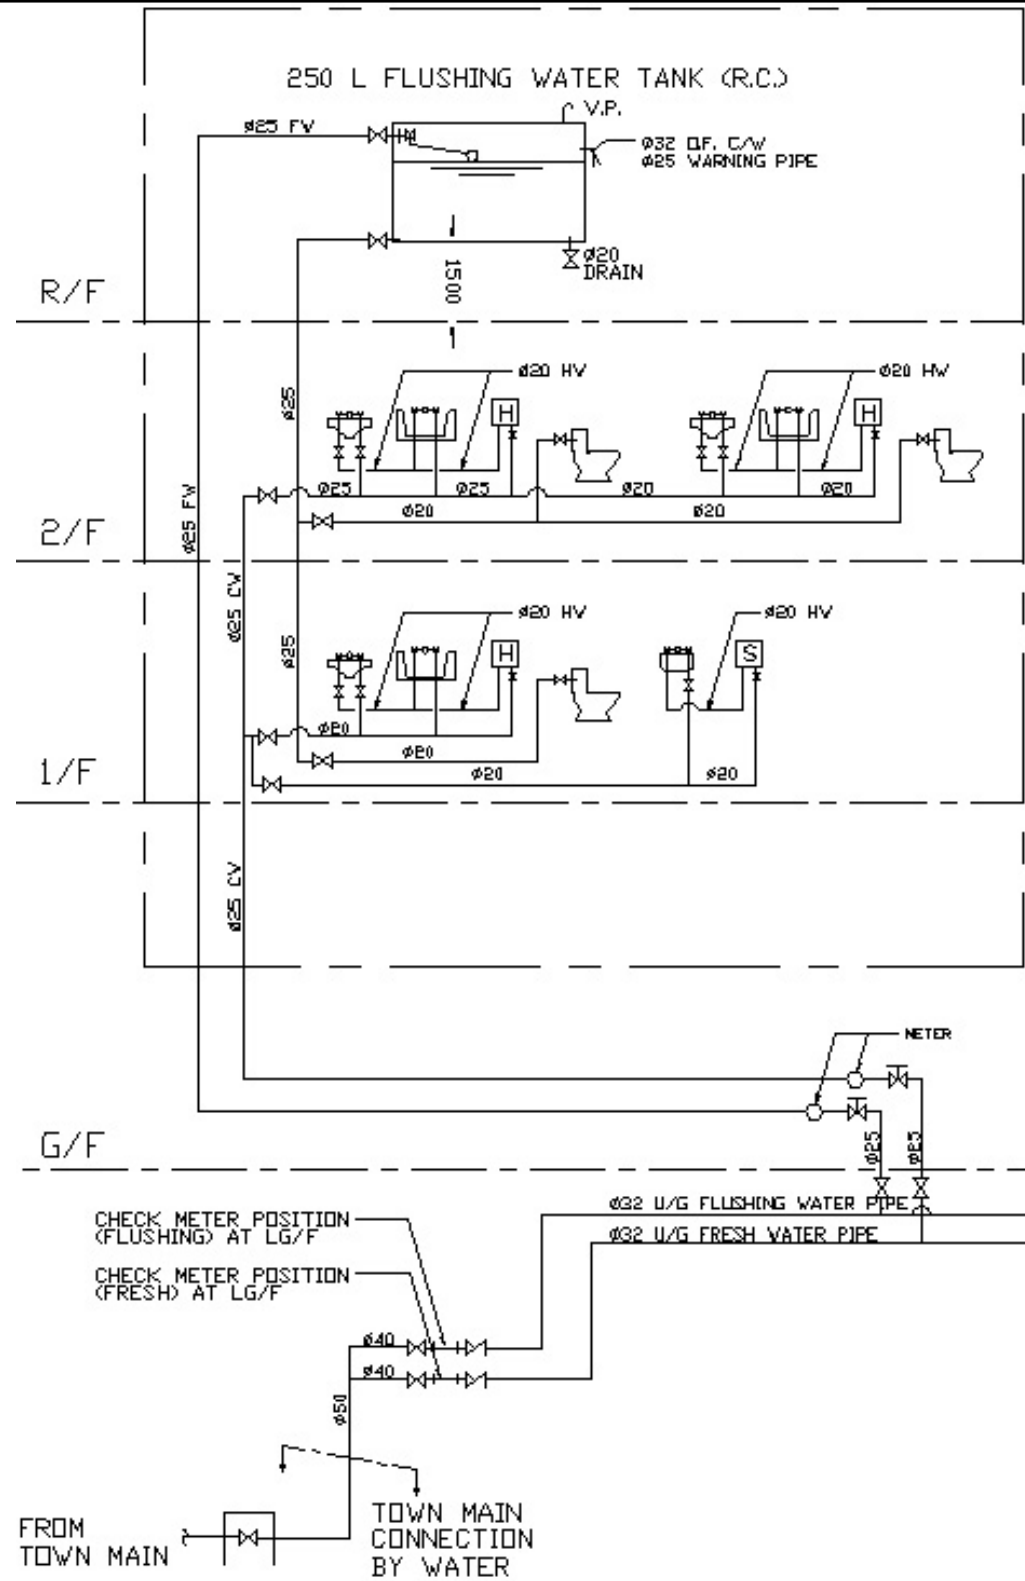 250 L FLUSHING WATER TANK (R.C.)
V.P.
Ø25 FW
Ø32 O.F. C/W
Ø25 WARNING PIPE
Ø20
DRAIN
1500
R/F
Ø20 HW
Ø20 HW
Ø25
H
H
Ø25
Ø25
Ø20
Ø20
Ø20
Ø20
Ø25 FW
2/F
Ø25 CW
Ø20 HW
Ø20 HW
Ø25
H
S
Ø20
Ø20
Ø20
Ø20
1/F
Ø25 CW
METER
G/F
Ø25
Ø25
Ø32 U/G FLUSHING WATER PIPE
CHECK METER POSITION
(FLUSHING) AT LG/F
Ø32 U/G FRESH WATER PIPE
CHECK METER POSITION
(FRESH) AT LG/F
Ø40
Ø40
Ø50
FROM
TOWN MAIN
TOWN MAIN
CONNECTION
BY WATER